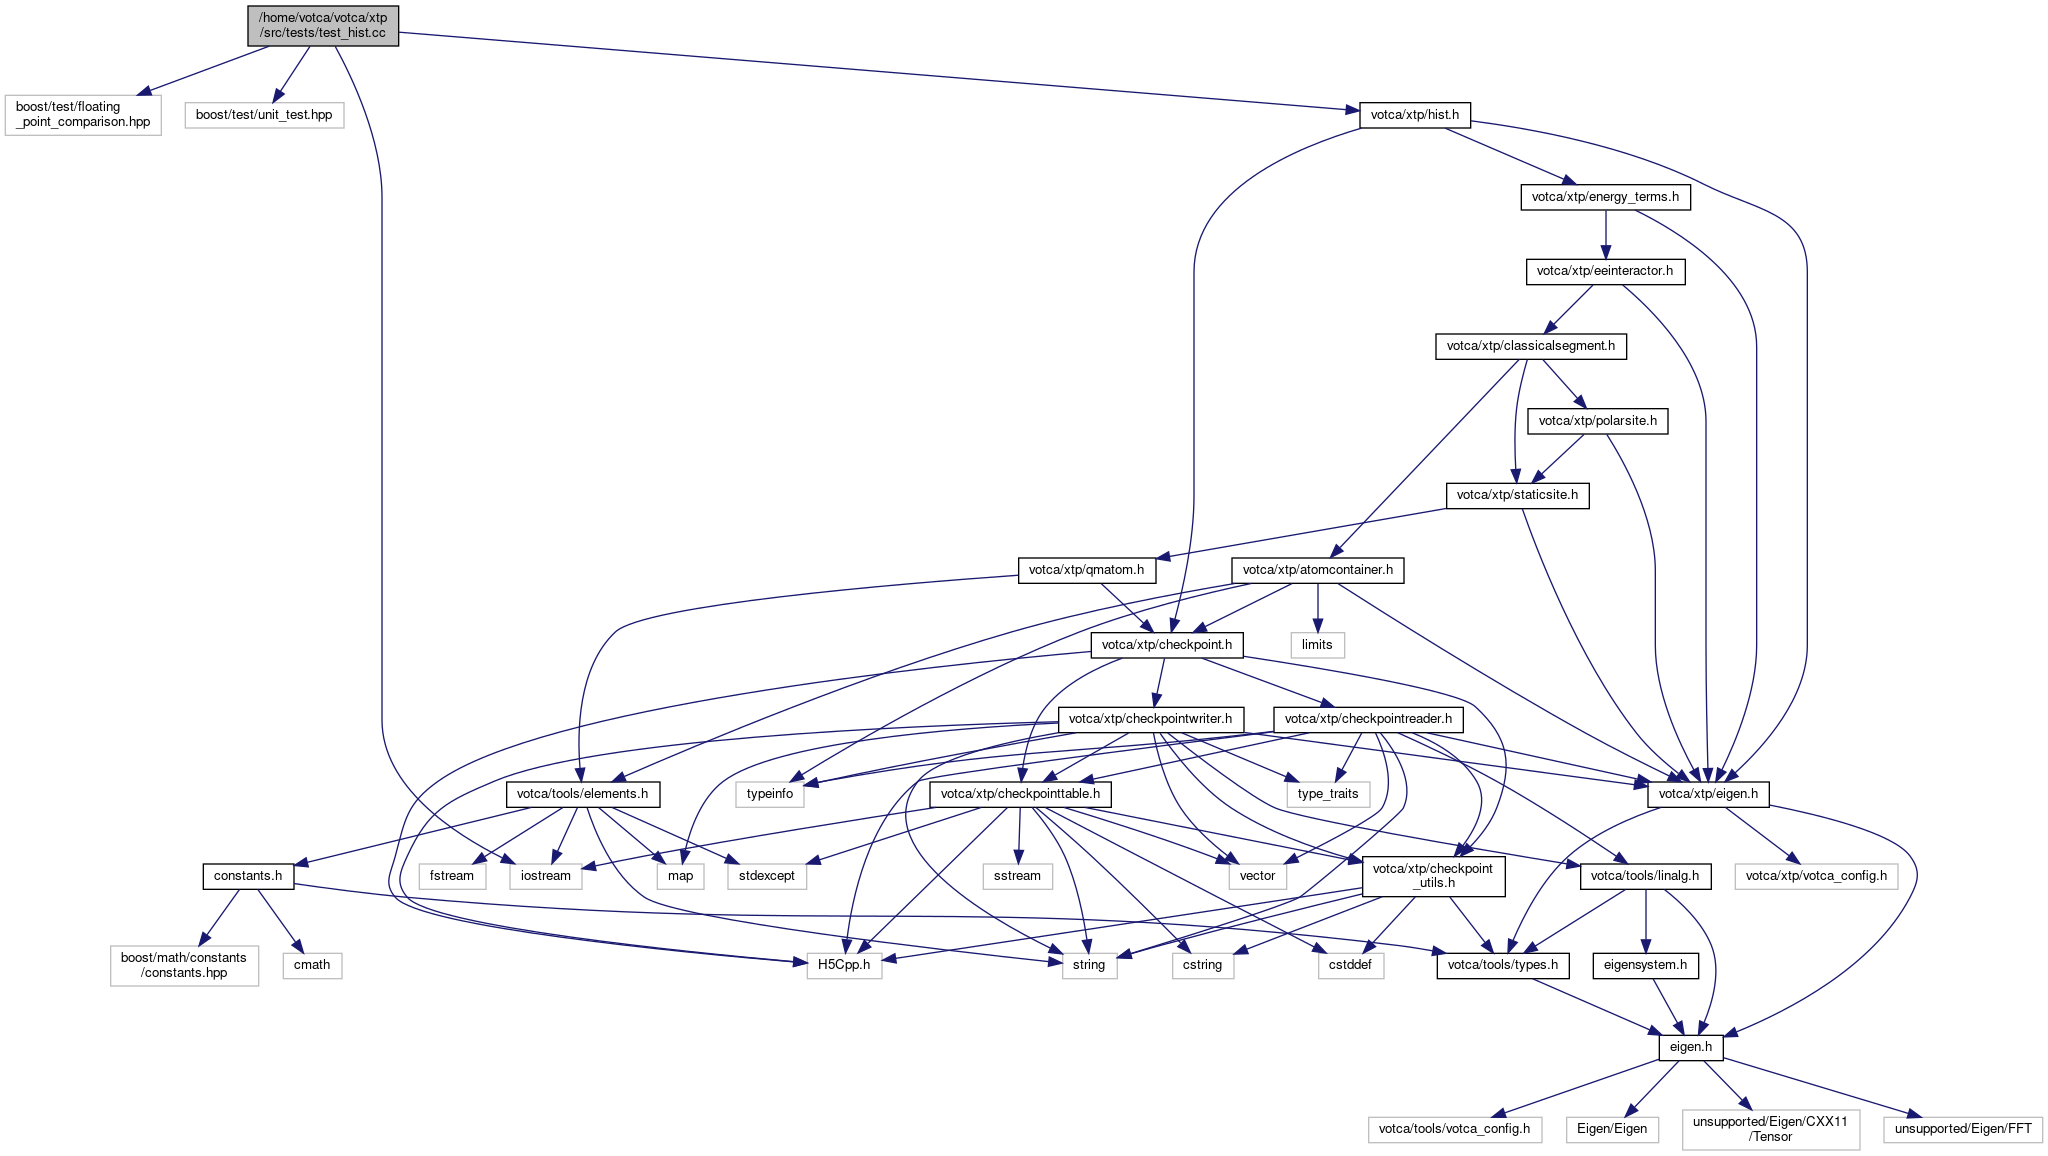 /home/votca/votca/xtp
/src/tests/test_hist.cc
boost/test/floating
_point_comparison.hpp
boost/test/unit_test.hpp
votca/xtp/hist.h
votca/xtp/energy_terms.h
votca/xtp/eeinteractor.h
votca/xtp/classicalsegment.h
votca/xtp/polarsite.h
votca/xtp/staticsite.h
votca/xtp/qmatom.h
votca/xtp/atomcontainer.h
votca/xtp/checkpoint.h
limits
votca/xtp/checkpointwriter.h
votca/xtp/checkpointreader.h
votca/tools/elements.h
typeinfo
votca/xtp/checkpointtable.h
type_traits
votca/xtp/eigen.h
constants.h
fstream
iostream
map
stdexcept
sstream
vector
votca/xtp/checkpoint
_utils.h
votca/tools/linalg.h
votca/xtp/votca_config.h
boost/math/constants
/constants.hpp
cmath
H5Cpp.h
string
cstring
cstddef
votca/tools/types.h
eigensystem.h
eigen.h
votca/tools/votca_config.h
Eigen/Eigen
unsupported/Eigen/CXX11
/Tensor
unsupported/Eigen/FFT